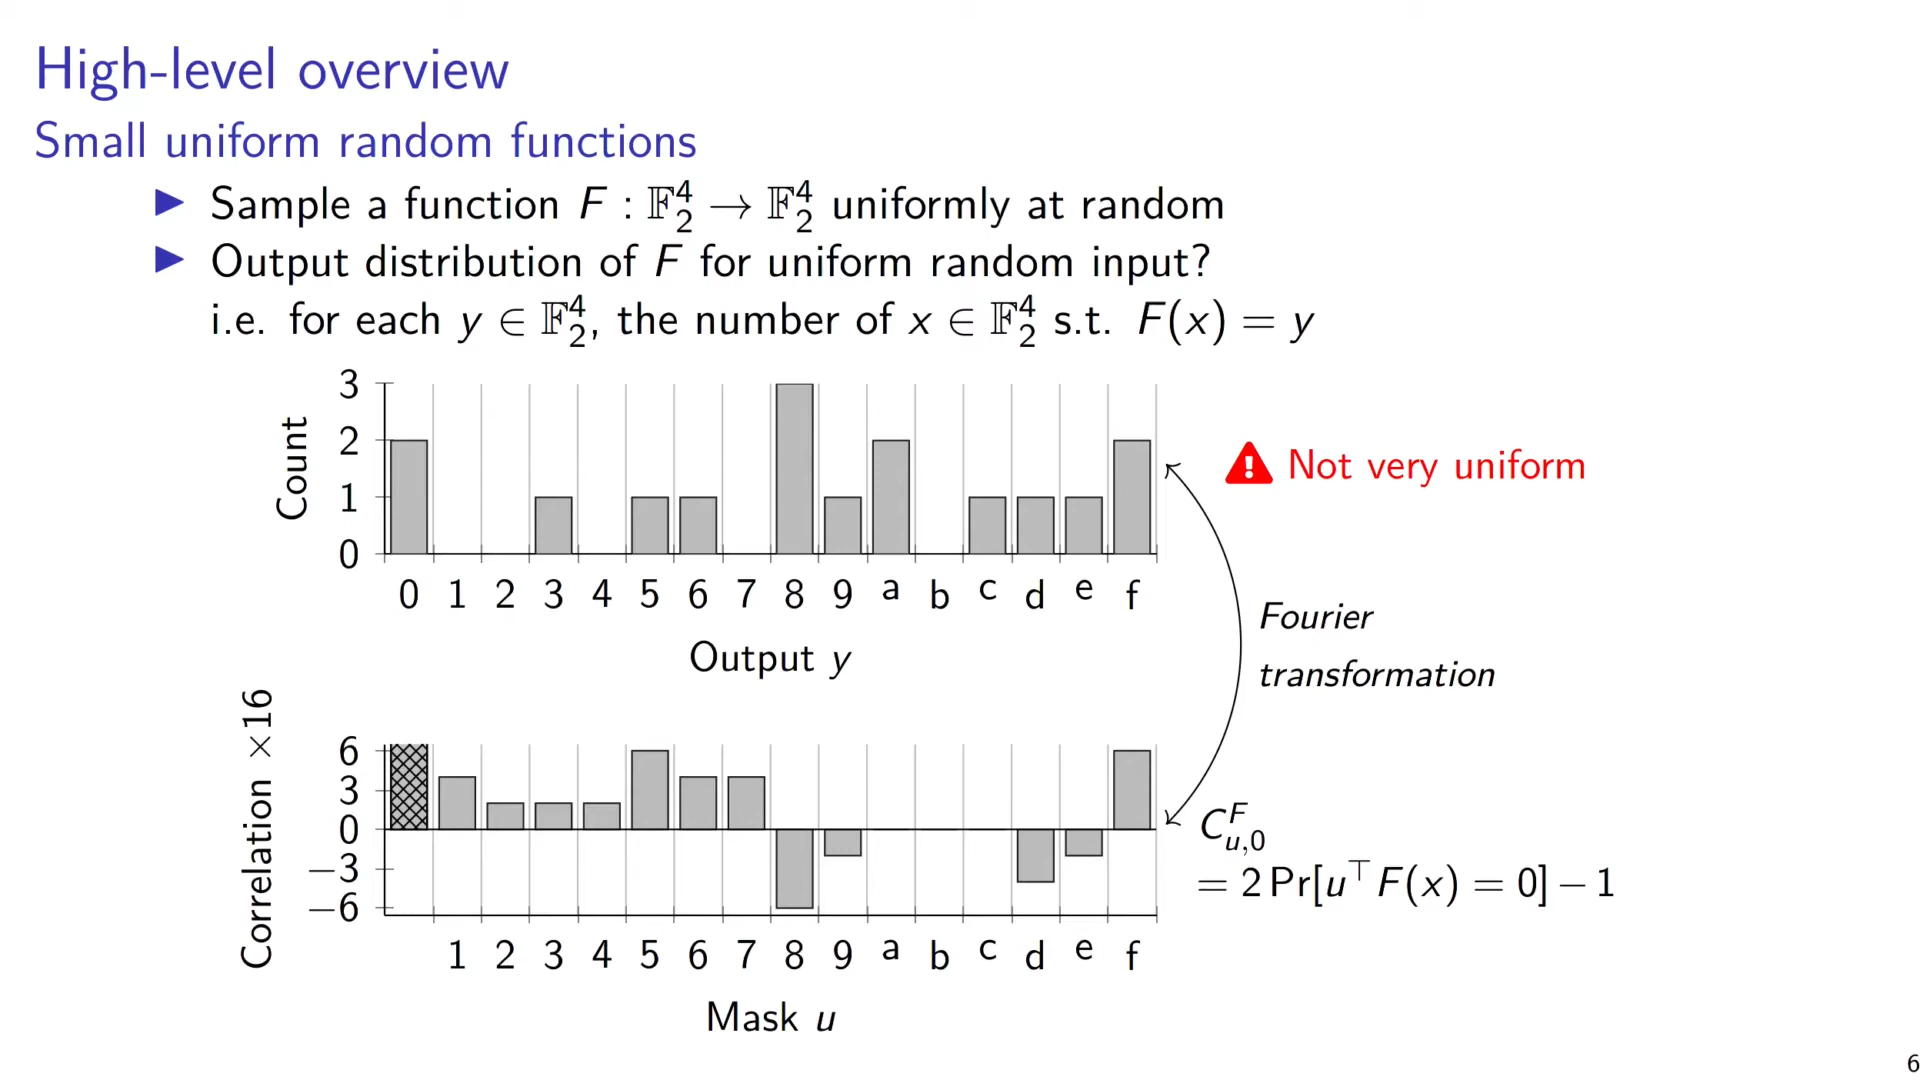 High-level overview
Small uniform random functions
▶ Sample a function F : 𝔽₂⁴ → 𝔽₂⁴ uniformly at random
▶ Output distribution of F for uniform random input?
i.e. for each y ∈ 𝔽₂⁴, the number of x ∈ 𝔽₂⁴ s.t. F(x) = y
Count
3
2
1
0
0 1 2 3 4 5 6 7 8 9 a b c d e f
Output y
Not very uniform
Fourier
transformation
Correlation ×16
6
3
0
−3
−6
1 2 3 4 5 6 7 8 9 a b c d e f
Mask u
C^F_{u,0}
= 2 Pr[u^⊤ F(x) = 0] − 1
6